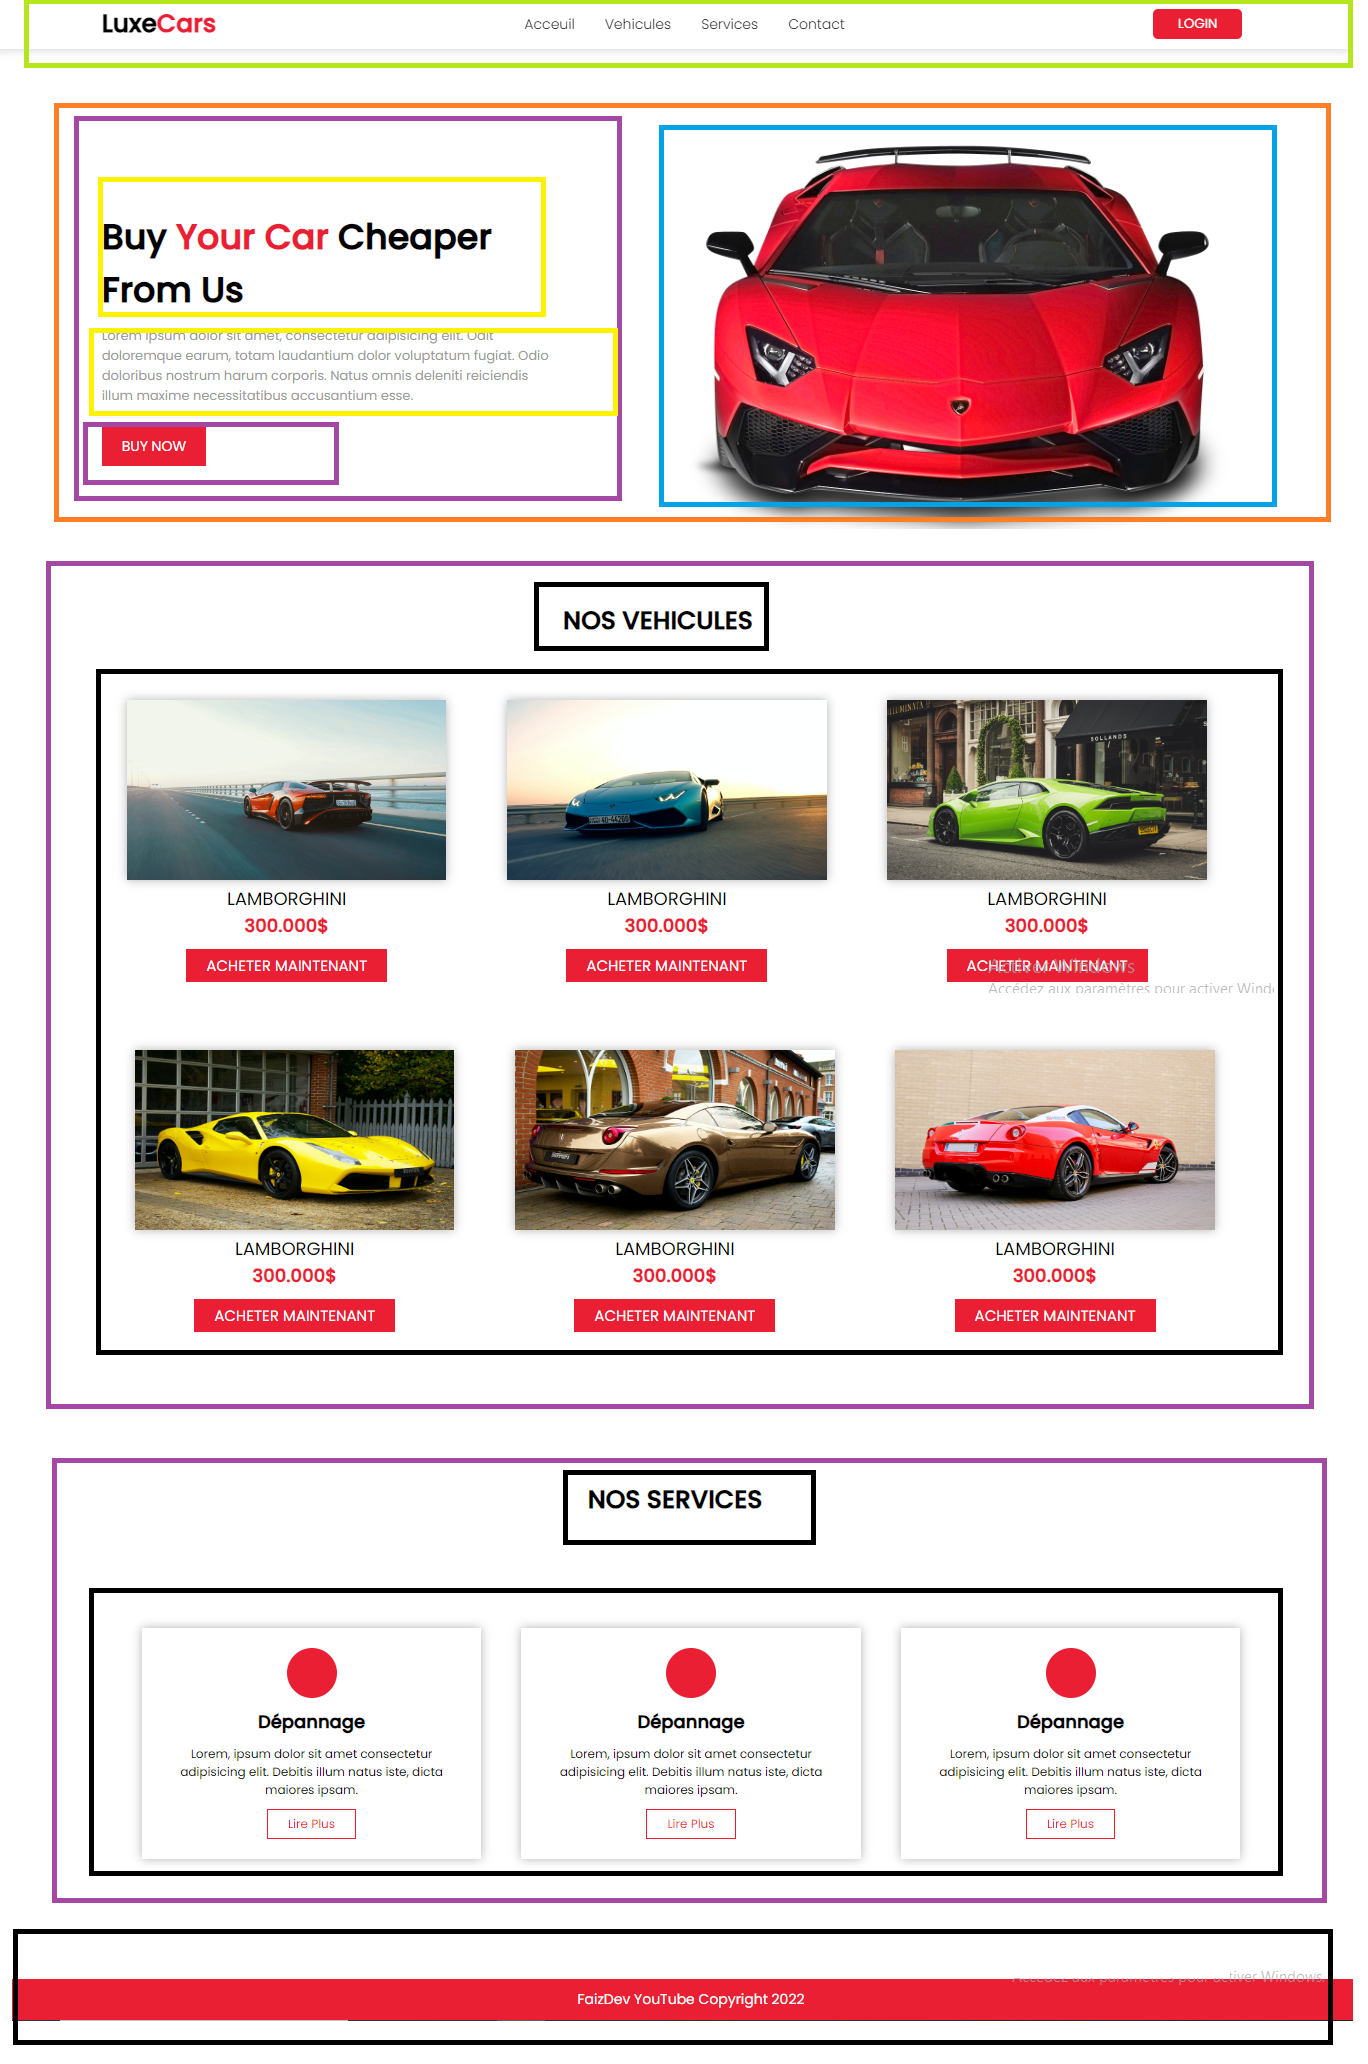 LuxeCars
Acceuil Vehicules Services Contact
LOGIN
Buy Your Car Cheaper
From Us
Lorem ipsum dolor sit amet, consectetur adipisicing elit. Odit
doloremque earum, totam laudantium dolor voluptatum fugiat. Odio
doloribus nostrum harum corporis. Natus omnis deleniti reiciendis
illum maxime necessitatibus accusantium esse.
BUY NOW
NOS VEHICULES
SOLLANDS
LAMBORGHINI
300.000$
ACHETER MAINTENANT
LAMBORGHINI
300.000$
ACHETER MAINTENANT
LAMBORGHINI
300.000$
ACHETER MAINTENANT
Activer Windows
Accédez aux paramètres pour activer Wind
LAMBORGHINI
300.000$
ACHETER MAINTENANT
LAMBORGHINI
300.000$
ACHETER MAINTENANT
LAMBORGHINI
300.000$
ACHETER MAINTENANT
NOS SERVICES
Dépannage
Lorem, ipsum dolor sit amet consectetur
adipisicing elit. Debitis illum natus iste, dicta
maiores ipsam.
Lire Plus
Dépannage
Lorem, ipsum dolor sit amet consectetur
adipisicing elit. Debitis illum natus iste, dicta
maiores ipsam.
Lire Plus
Dépannage
Lorem, ipsum dolor sit amet consectetur
adipisicing elit. Debitis illum natus iste, dicta
maiores ipsam.
Lire Plus
Accédez aux paramètres pour activer Windows.
FaizDev YouTube Copyright 2022